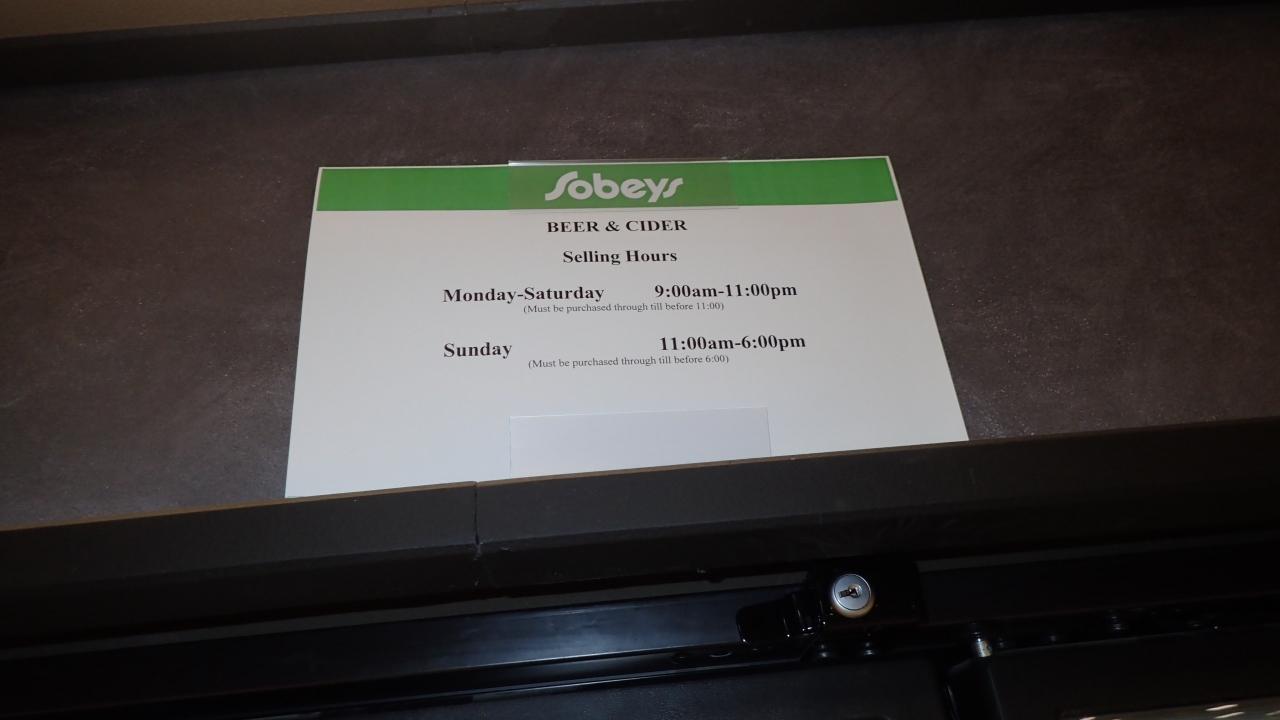 Sobeys
BEER & CIDER
Selling Hours
Monday-Saturday 9:00am-11:00pm
(Must be purchased through till before 11:00)
Sunday 11:00am-6:00pm
(Must be purchased through till before 6:00)